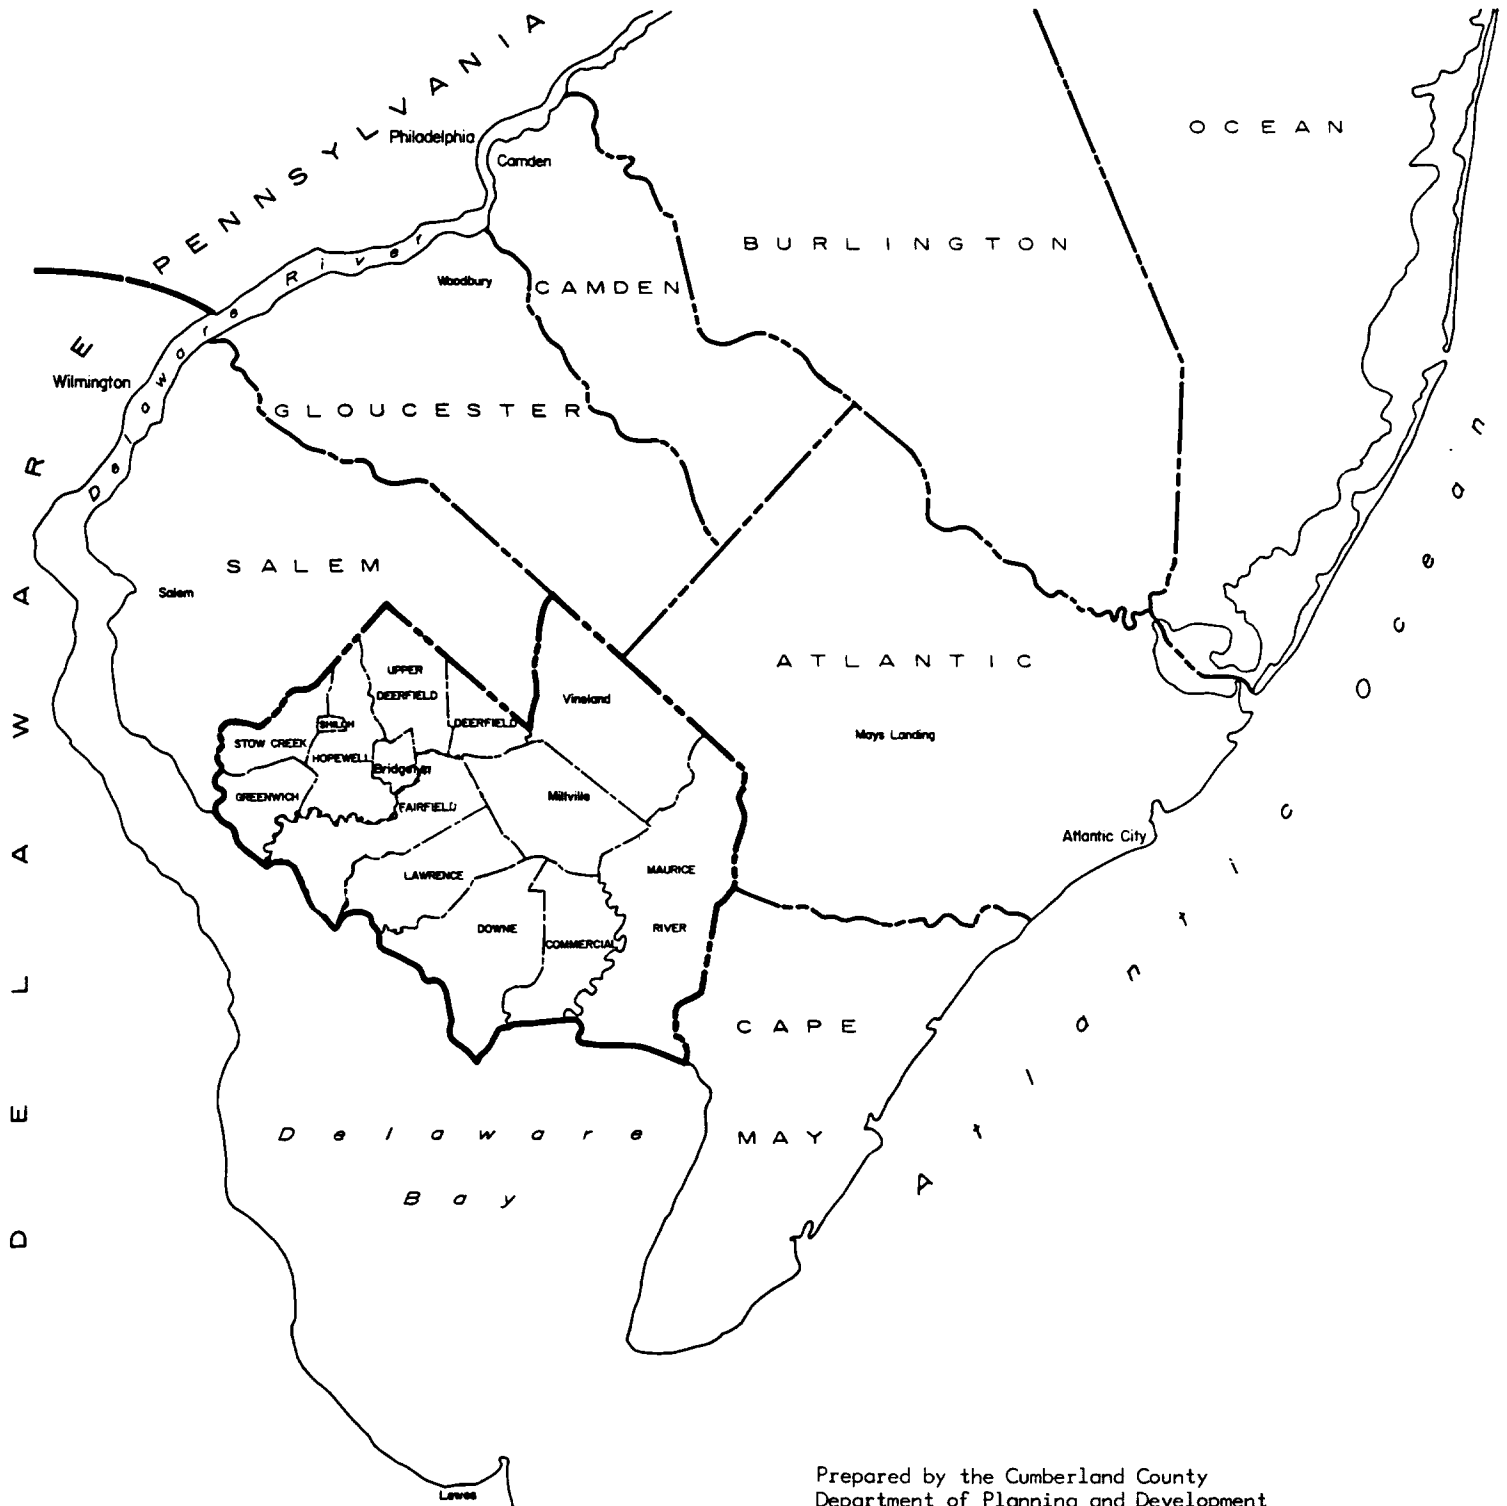 PENNSYLVANIA
Philadelphia
Camden
OCEAN
BURLINGTON
Delaware River
Woodbury
CAMDEN
DELAWARE
Wilmington
GLOUCESTER
SALEM
Salem
ATLANTIC
UPPER
DEERFIELD
Vineland
SHILOH
DEERFIELD
Mays Landing
STOW CREEK
HOPEWELL
Bridgeton
GREENWICH
FAIRFIELD
Millville
Atlantic City
LAWRENCE
MAURICE
RIVER
DOWNE
COMMERCIAL
Atlantic Ocean
CAPE
MAY
Delaware
Bay
Lewes
Prepared by the Cumberland County
Department of Planning and Development